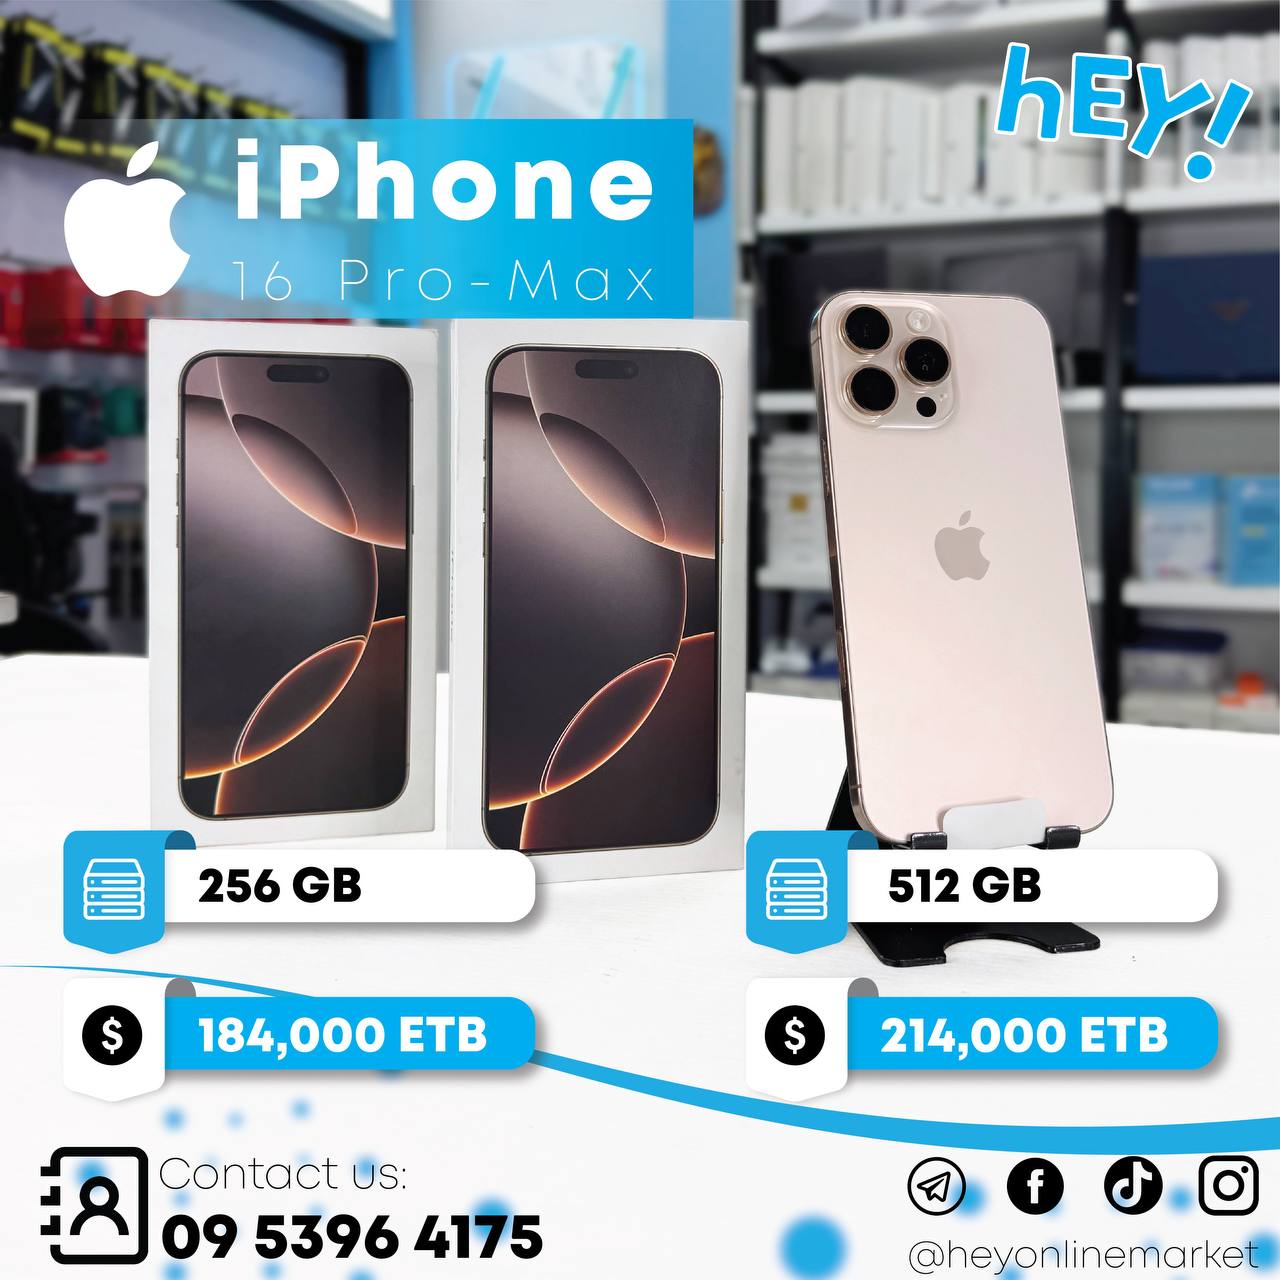 hEY!
iPhone
16 Pro-Max
256 GB
512 GB
184,000 ETB
214,000 ETB
Contact us:
09 5396 4175
@heyonlinemarket